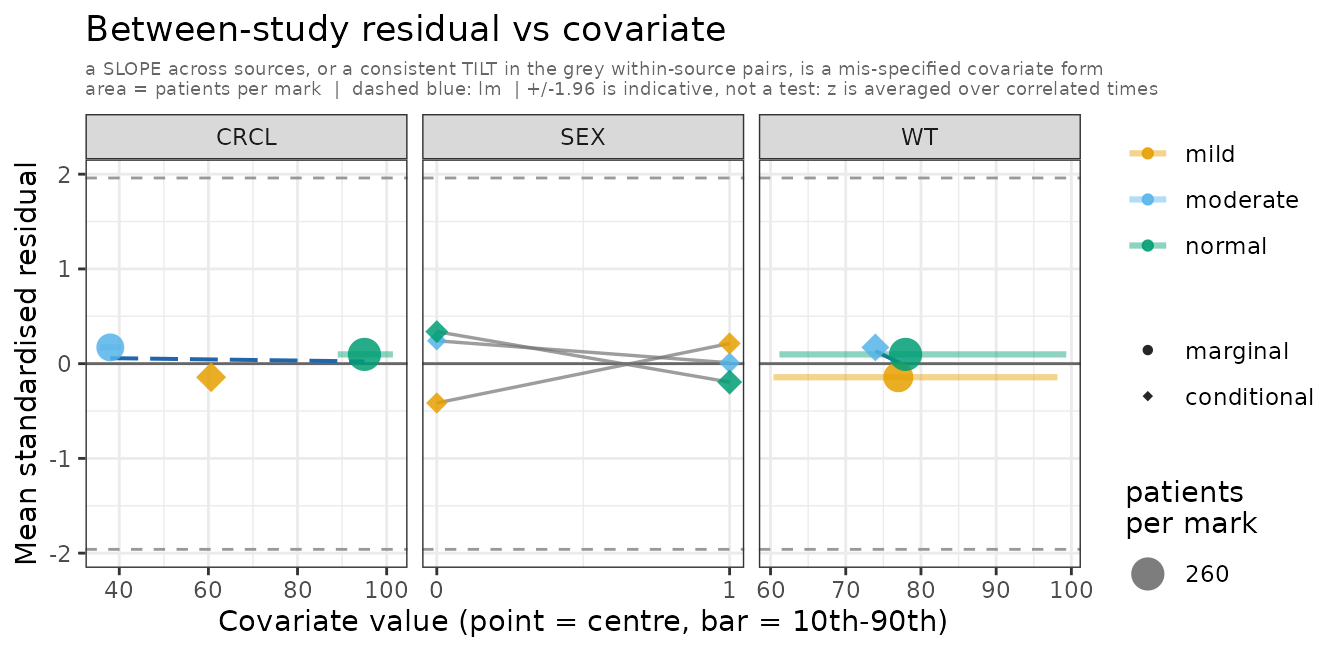 Between-study residual vs covariate
a SLOPE across sources, or a consistent TILT in the grey within-source pairs, is a mis-specified covariate form
area = patients per mark | dashed blue: lm | +/-1.96 is indicative, not a test: z is averaged over correlated times
CRCL SEX WT
Mean standardised residual
2
1
0
-1
-2
40 60 80 100 0 1 60 70 80 90 100
Covariate value (point = centre, bar = 10th-90th)
mild
moderate
normal
marginal
conditional
patients
per mark
260